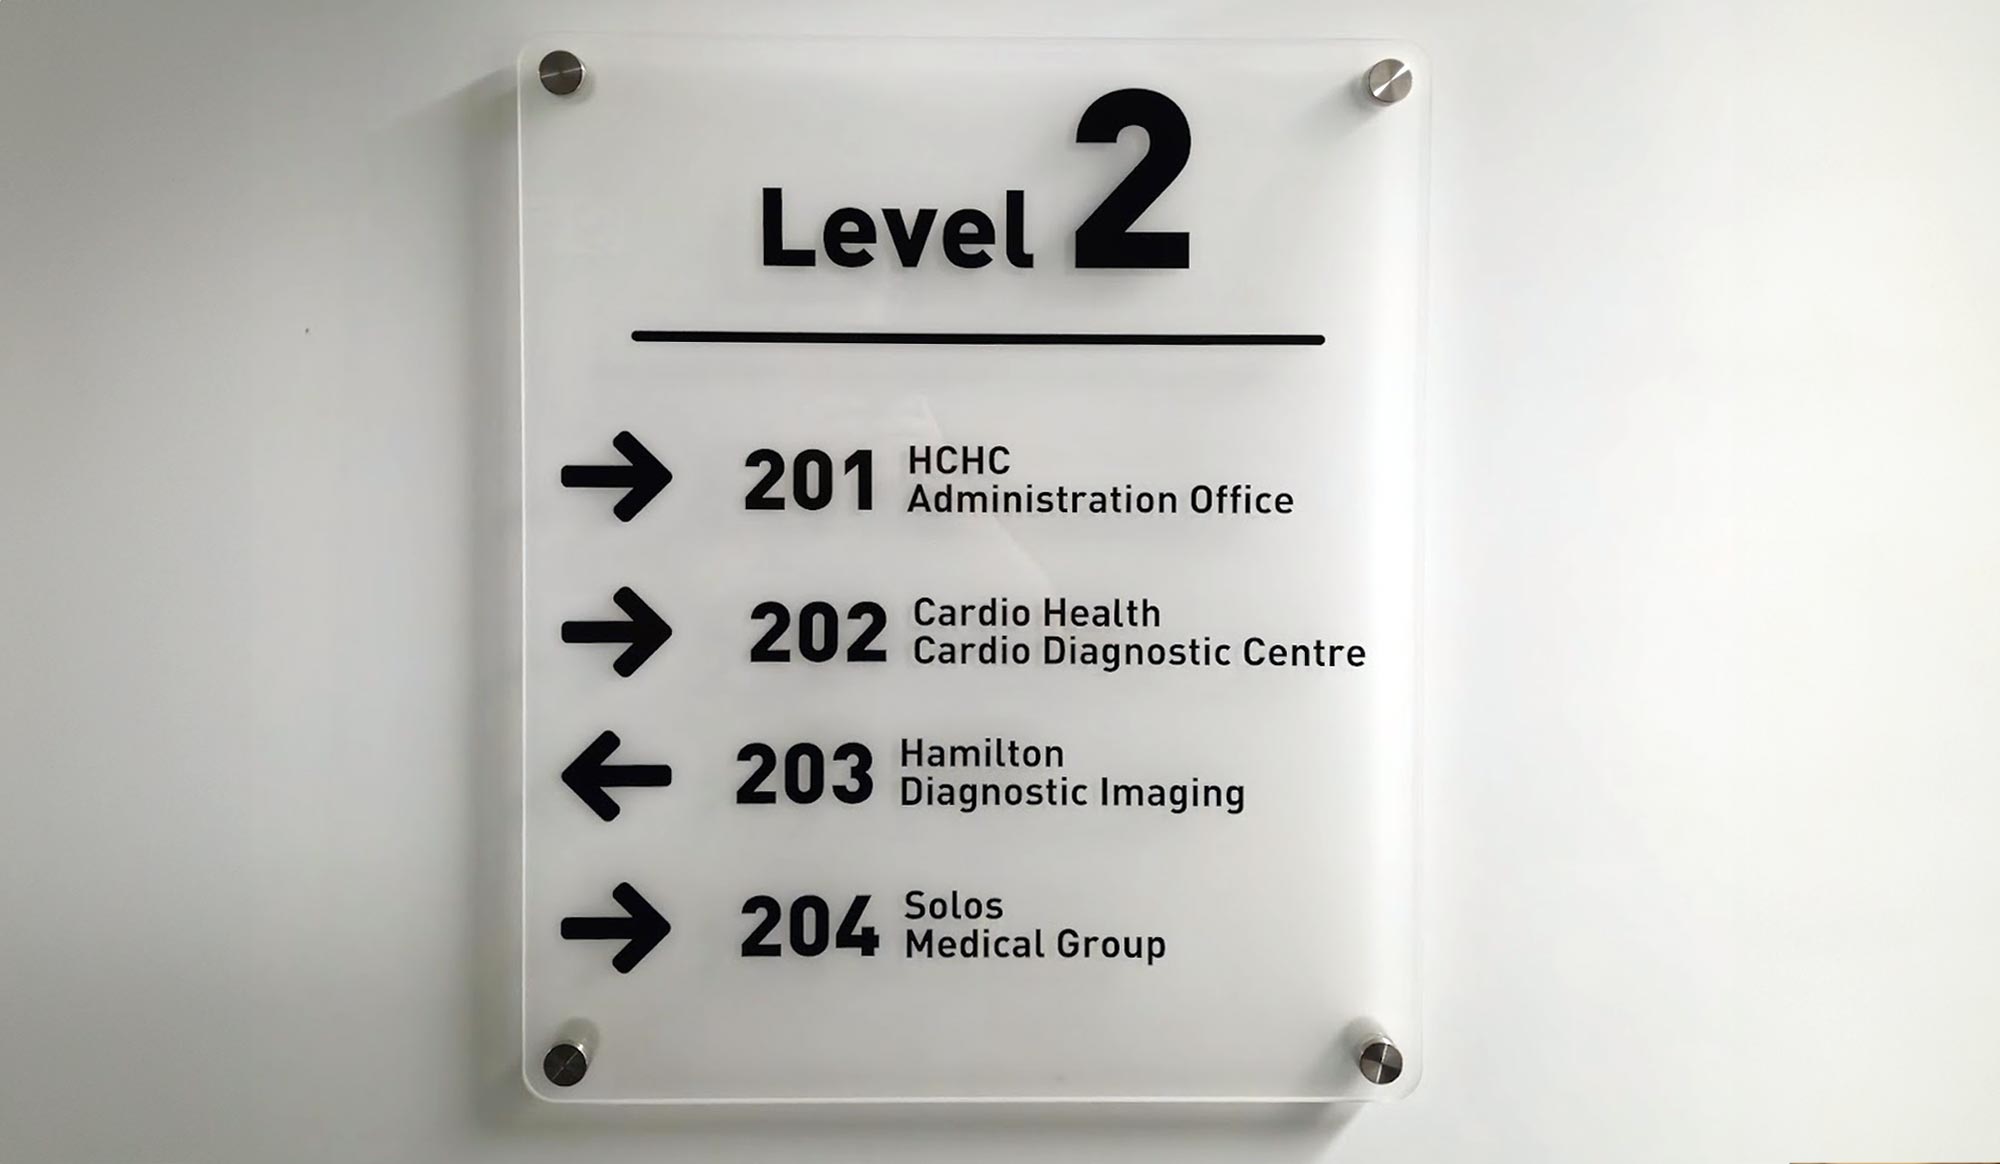 Level 2
201 HCHC
Administration Office
202 Cardio Health
Cardio Diagnostic Centre
203 Hamilton
Diagnostic Imaging
204 Solos
Medical Group